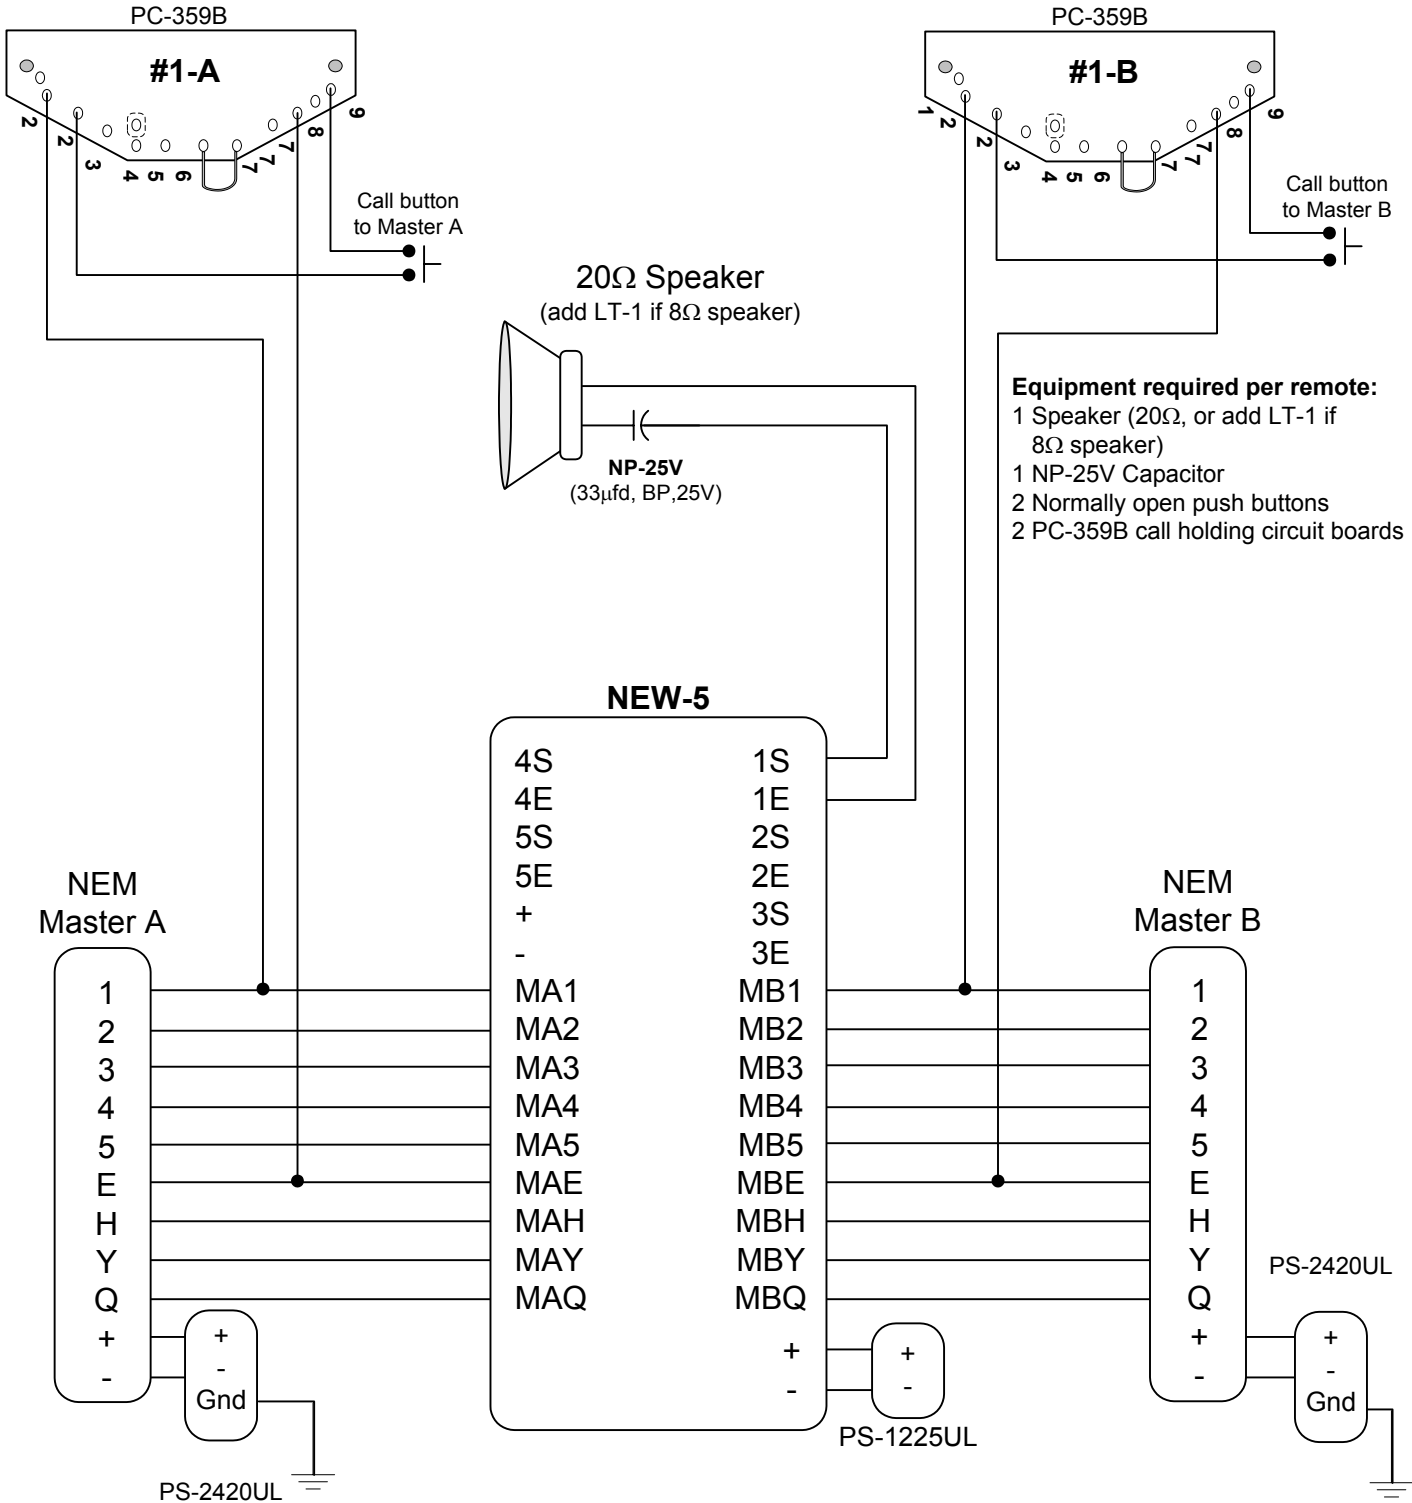 PC-359B
#1-A
2
2
3
4
5
6
7
7
7
8
9
Call button
to Master A
PC-359B
#1-B
1
2
2
3
4
5
6
7
7
7
8
9
Call button
to Master B
20Ω Speaker
(add LT-1 if 8Ω speaker)
NP-25V
(33µfd, BP,25V)
Equipment required per remote:
1 Speaker (20Ω, or add LT-1 if
8Ω speaker)
1 NP-25V Capacitor
2 Normally open push buttons
2 PC-359B call holding circuit boards
NEW-5
4S
4E
5S
5E
+
-
MA1
MA2
MA3
MA4
MA5
MAE
MAH
MAY
MAQ
1S
1E
2S
2E
3S
3E
MB1
MB2
MB3
MB4
MB5
MBE
MBH
MBY
MBQ
+
-
+
-
PS-1225UL
NEM
Master A
1
2
3
4
5
E
H
Y
Q
+
-
+
-
Gnd
PS-2420UL
NEM
Master B
1
2
3
4
5
E
H
Y
Q
+
-
PS-2420UL
+
-
Gnd